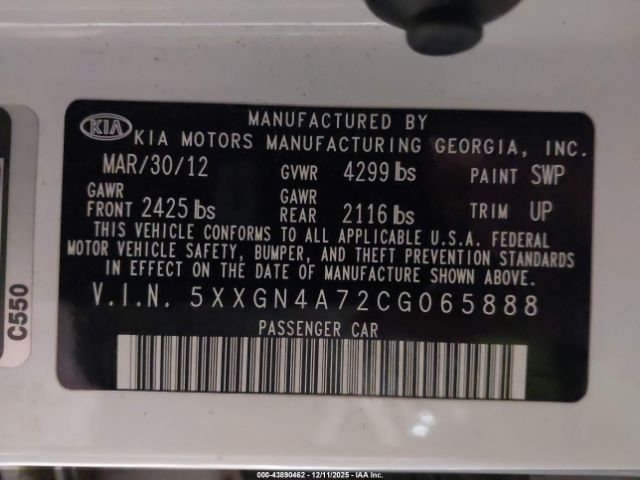 MANUFACTURED BY
KIA KIA MOTORS MANUFACTURING GEORGIA, INC.
MAR/30/12 GVWR 4299 lbs PAINT SWP
GAWR FRONT 2425 lbs GAWR REAR 2116 lbs TRIM UP
THIS VEHICLE CONFORMS TO ALL APPLICABLE U.S.A. FEDERAL
MOTOR VEHICLE SAFETY, BUMPER, AND THEFT PREVENTION STANDARDS
IN EFFECT ON THE DATE OF MANUFACTURE SHOWN ABOVE.
V.I.N. 5XXGN4A72CG065888
PASSENGER CAR
C550
000-43890462 - 12/11/2025 - IAA Inc.